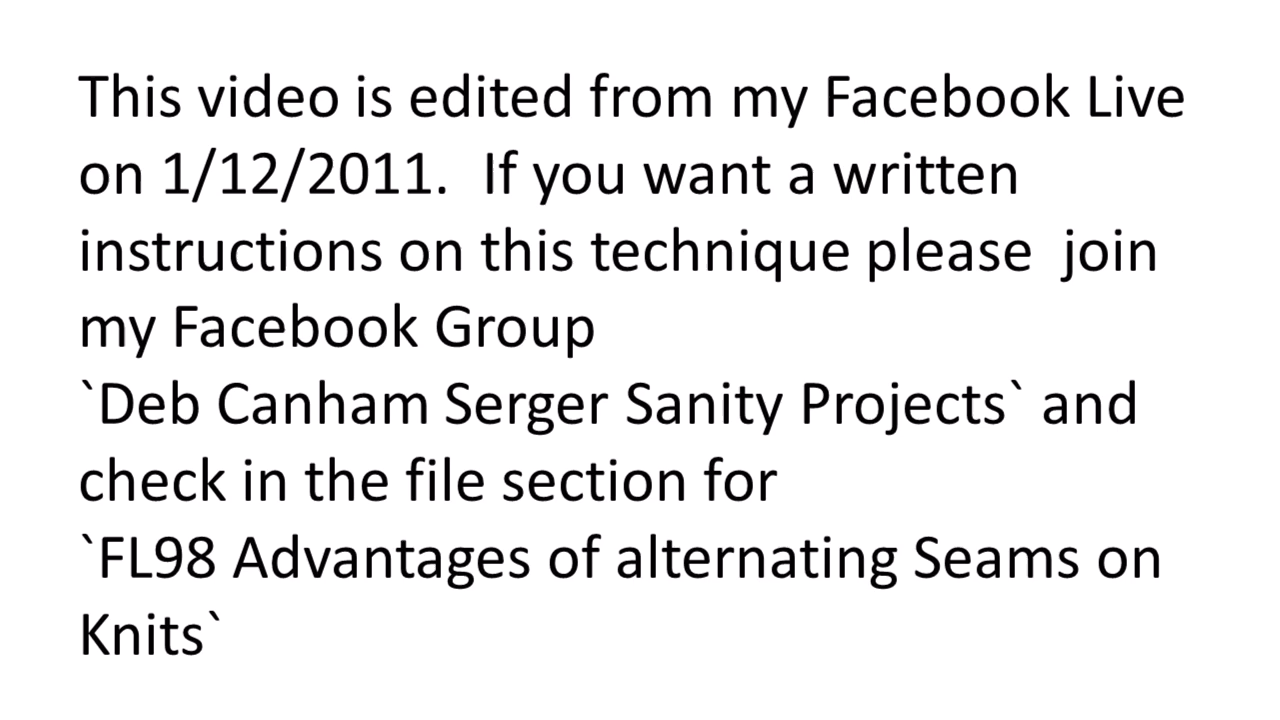 This video is edited from my Facebook Live
on 1/12/2011.  If you want a written
instructions on this technique please  join
my Facebook Group
`Deb Canham Serger Sanity Projects` and
check in the file section for
`FL98 Advantages of alternating Seams on
Knits`